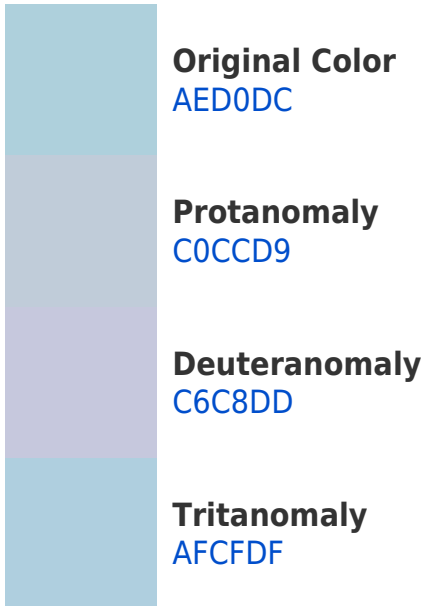 Original Color
AED0DC
Protanomaly
C0CCD9
Deuteranomaly
C6C8DD
Tritanomaly
AFCFDF